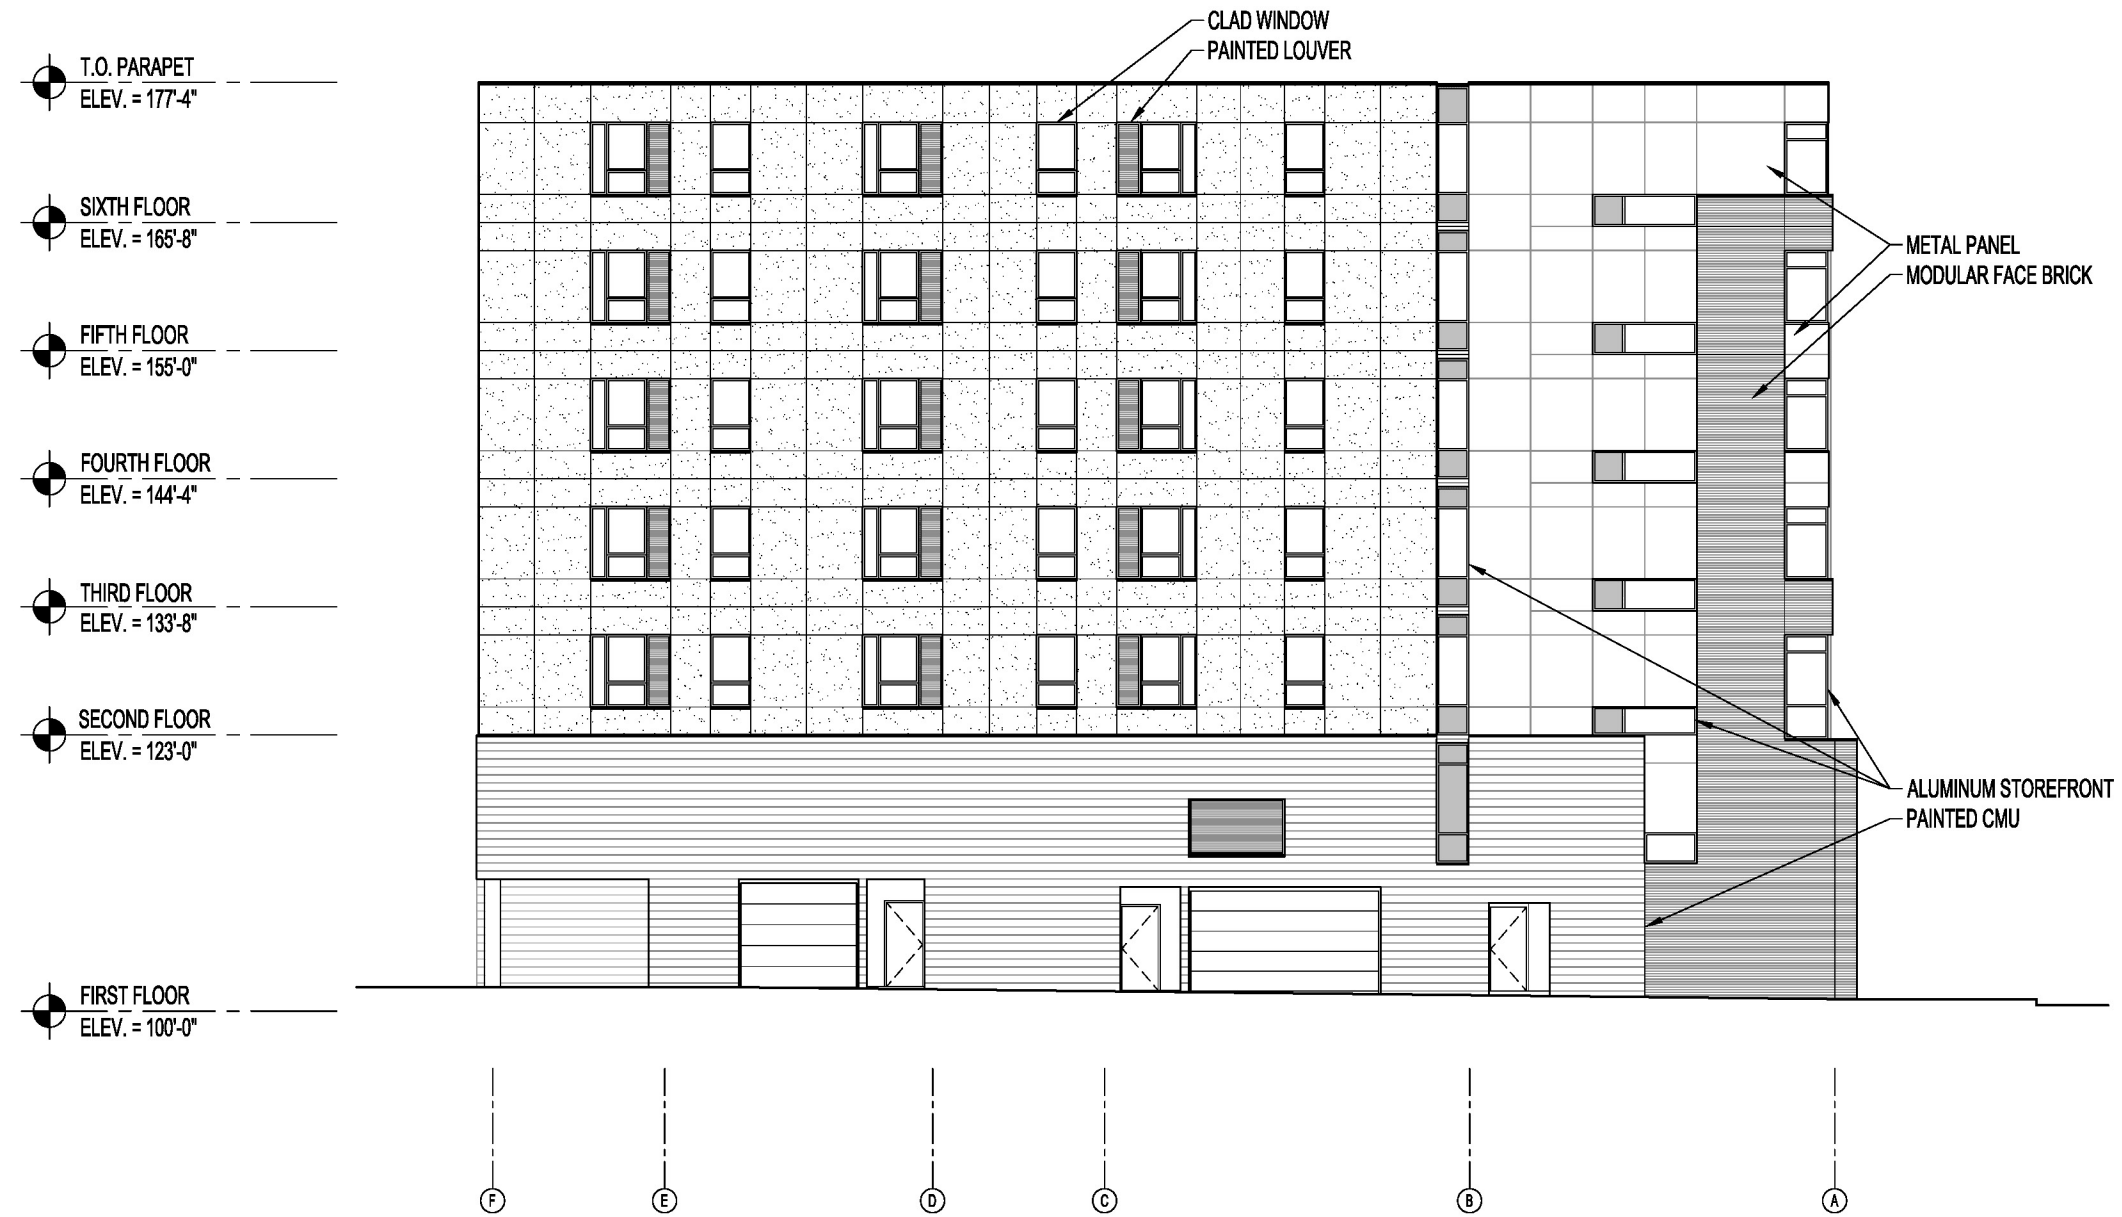 CLAD WINDOW
PAINTED LOUVER
T.O. PARAPET
ELEV. = 177'-4"
SIXTH FLOOR
ELEV. = 165'-8"
METAL PANEL
MODULAR FACE BRICK
FIFTH FLOOR
ELEV. = 155'-0"
FOURTH FLOOR
ELEV. = 144'-4"
THIRD FLOOR
ELEV. = 133'-8"
SECOND FLOOR
ELEV. = 123'-0"
ALUMINUM STOREFRONT
PAINTED CMU
FIRST FLOOR
ELEV. = 100'-0"
F E D C B A